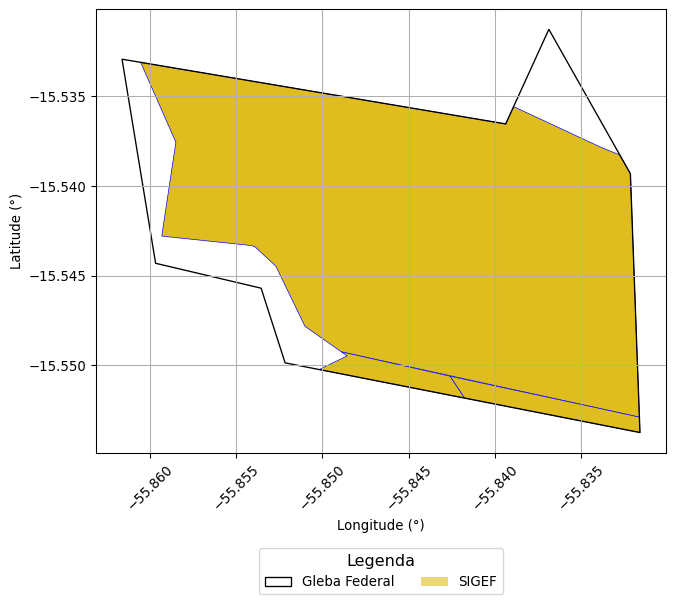 −15.535
−15.540
−15.545
−15.550
Latitude (°)
−55.860
−55.855
−55.850
−55.845
−55.840
−55.835
Longitude (°)
Legenda
Gleba Federal
SIGEF